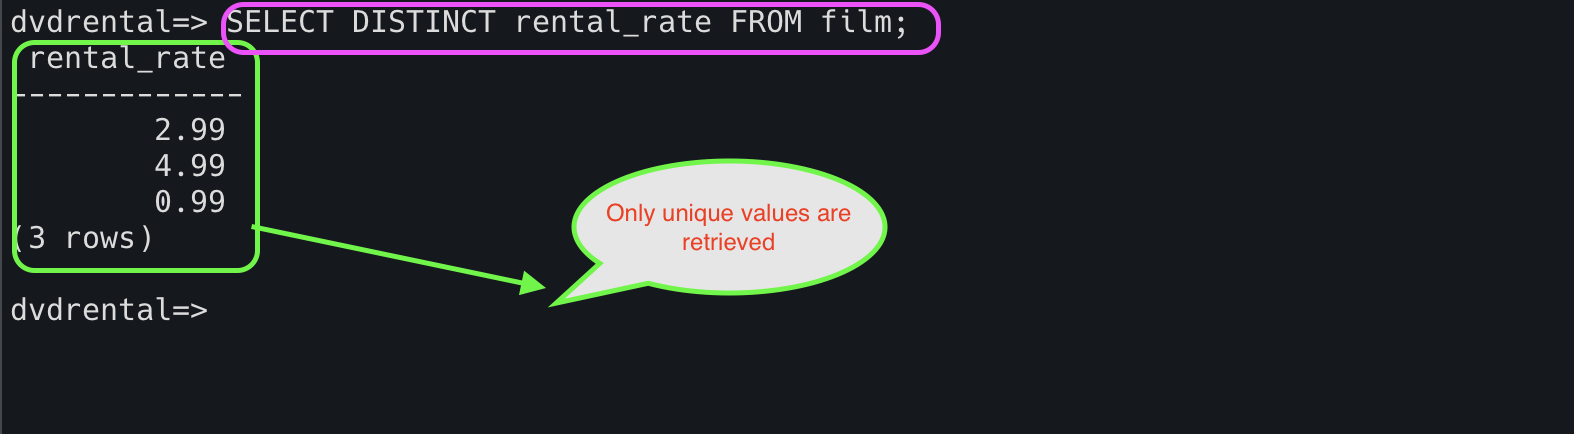 dvdrental=> SELECT DISTINCT rental_rate FROM film;
rental_rate
-------------
2.99
4.99
0.99
(3 rows)
Only unique values are
retrieved
dvdrental=>